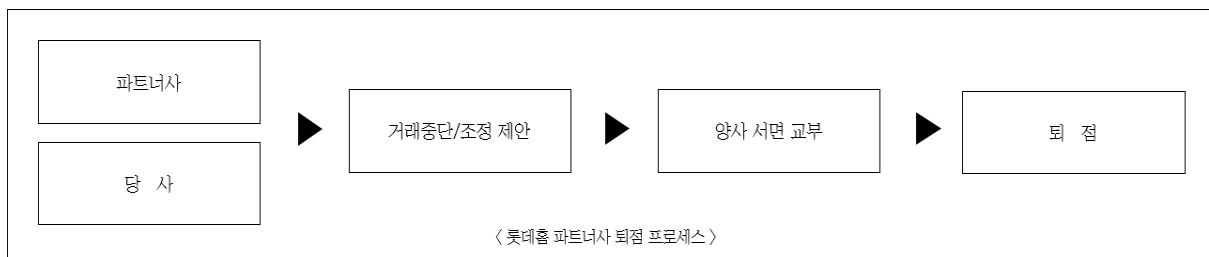 파트너사
당 사
거래중단/조정 제안
양사 서면 교부
퇴 점
〈 롯데홈 파트너사 퇴점 프로세스 〉